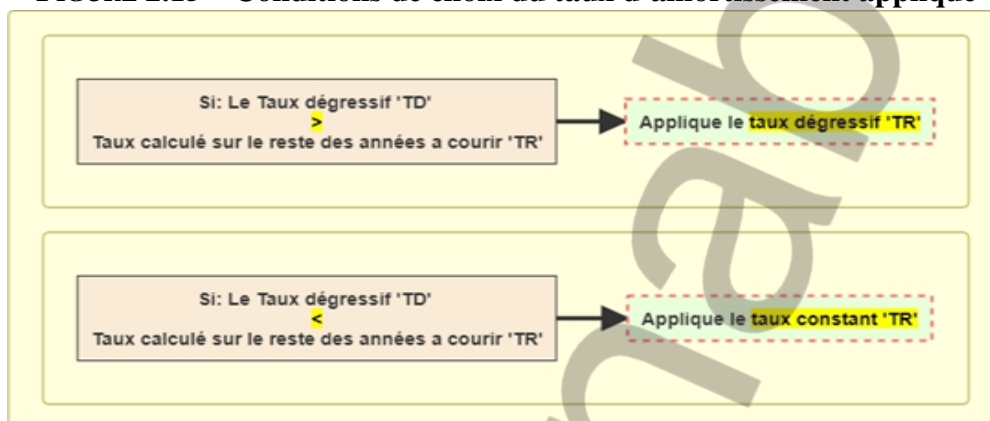 Si: Le Taux dégressif 'TD'
>
Taux calculé sur le reste des années a courir 'TR'
Applique le taux dégressif 'TR'
Si: Le Taux dégressif 'TD'
<
Taux calculé sur le reste des années a courir 'TR'
Applique le taux constant 'TR'